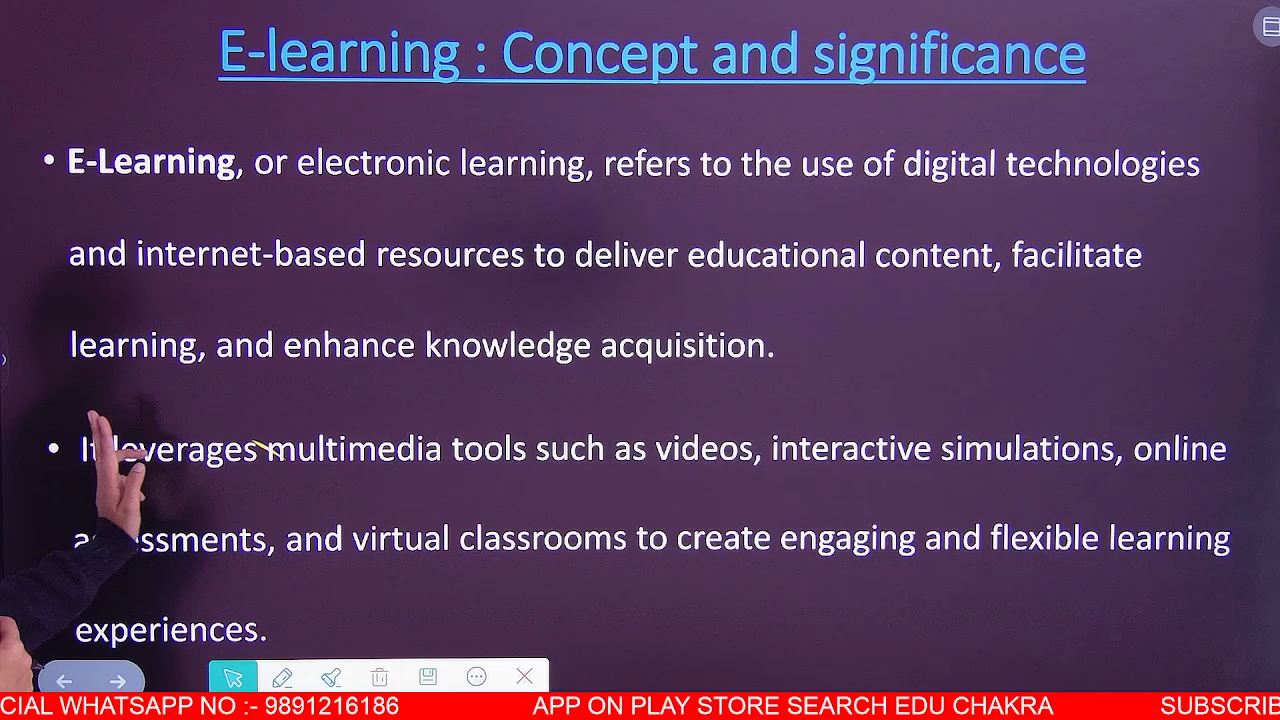 E-learning : Concept and significance
• E-Learning, or electronic learning, refers to the use of digital technologies
and internet-based resources to deliver educational content, facilitate
learning, and enhance knowledge acquisition.
• It leverages multimedia tools such as videos, interactive simulations, online
assessments, and virtual classrooms to create engaging and flexible learning
experiences.
CIAL WHATSAPP NO :- 9891216186 APP ON PLAY STORE SEARCH EDU CHAKRA SUBSCRIB